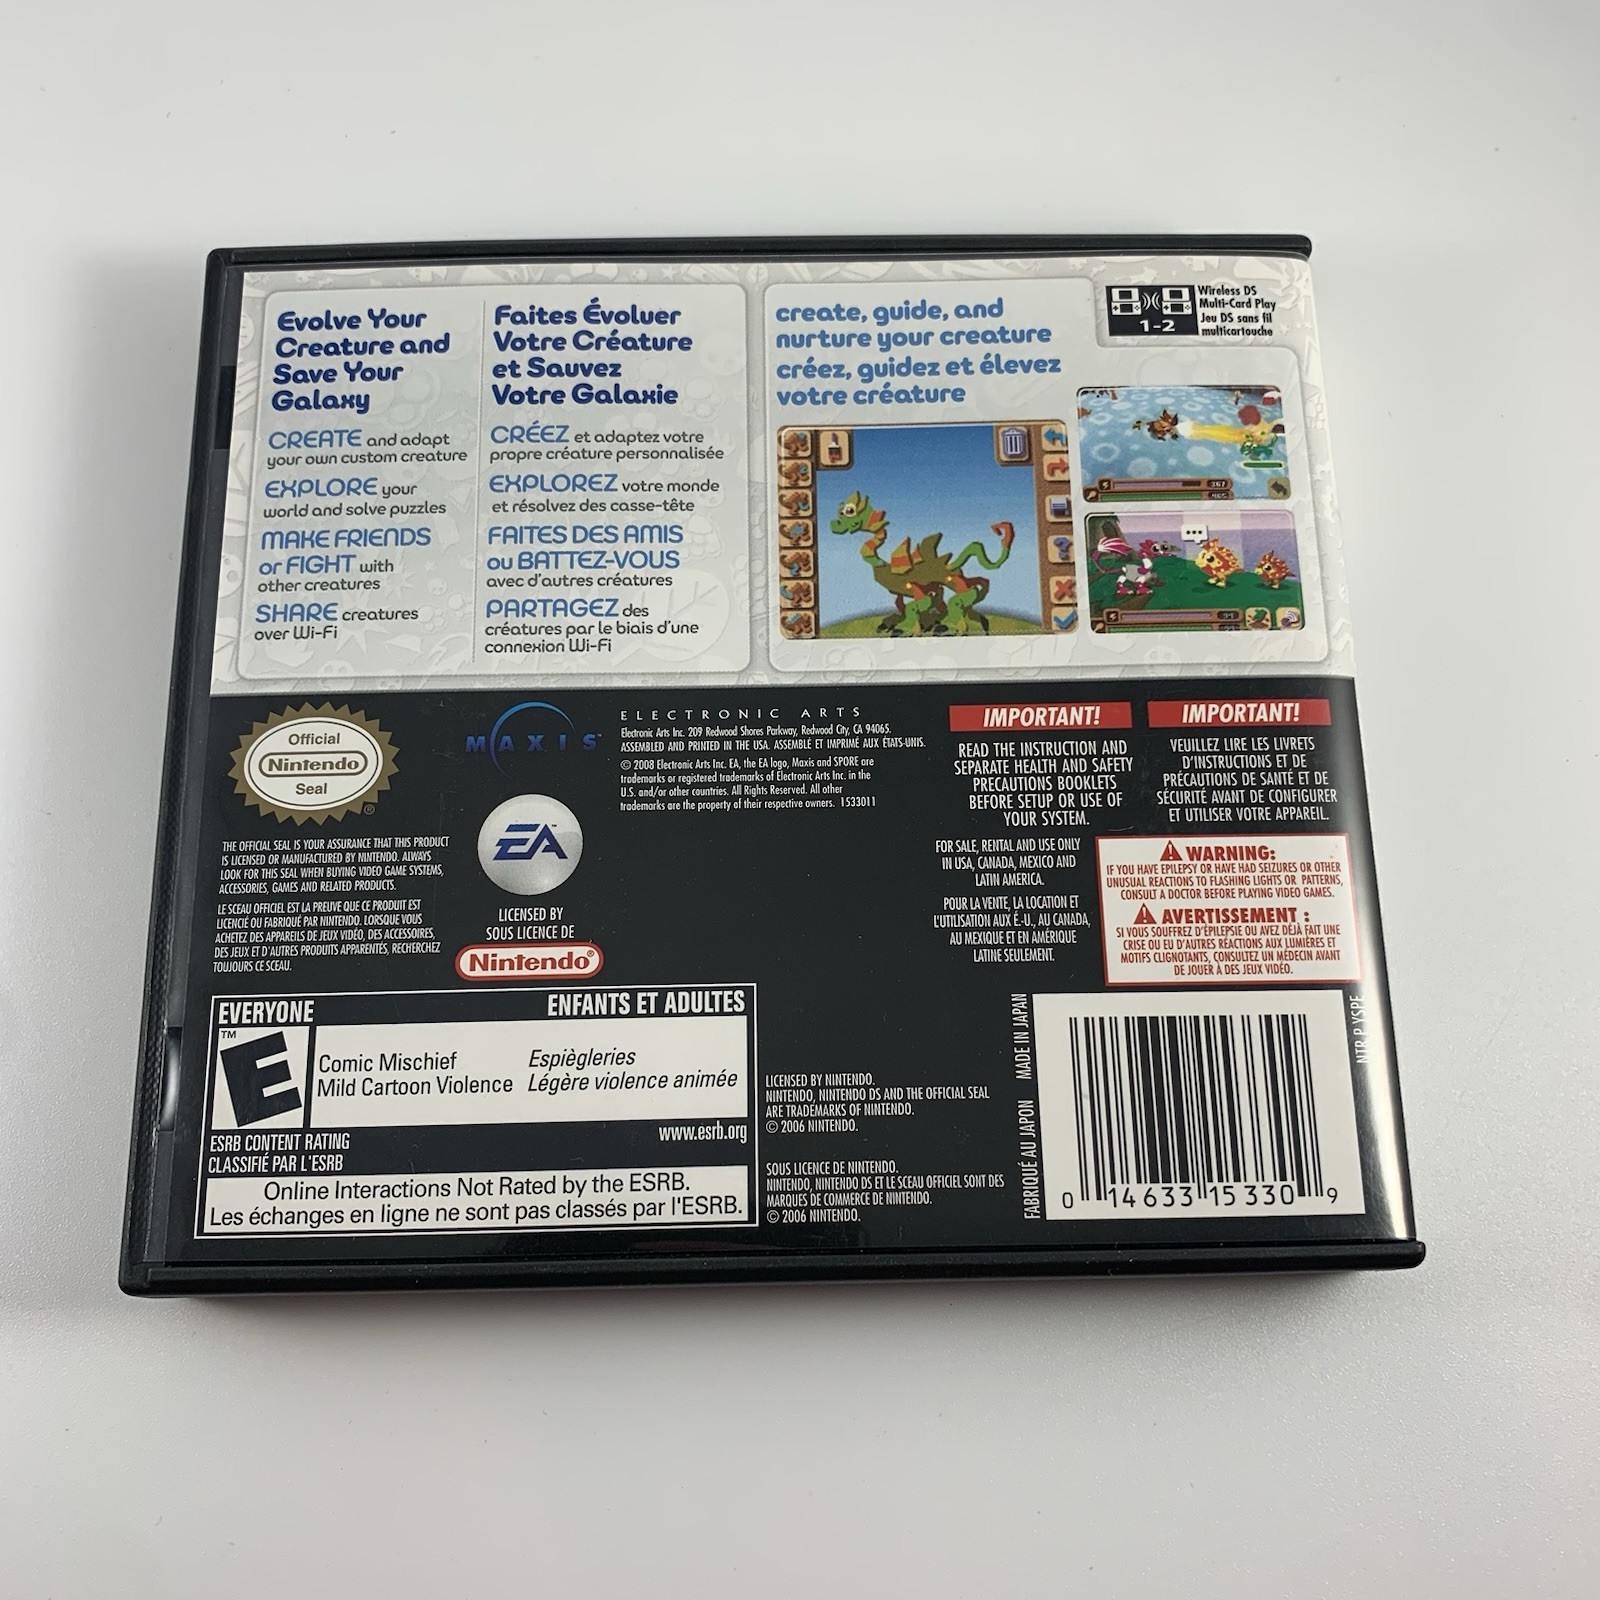 Evolve Your
Creature and
Save Your
Galaxy
CREATE and adapt
your own custom creature
EXPLORE your
world and solve puzzles
MAKE FRIENDS
or FIGHT with
other creatures
SHARE creatures
over Wi-Fi
Faites Évoluer
Votre Créature
et Sauvez
Votre Galaxie
CRÉEZ et adaptez votre
propre créature personnalisée
EXPLOREZ votre monde
et résolvez des casse-tête
FAITES DES AMIS
ou BATTEZ-VOUS
avec d'autres créatures
PARTAGEZ des
créatures par le biais d'une
connexion Wi-Fi
create, guide, and
nurture your creature
créez, guidez et élevez
votre créature
1-2
Wireless DS
Multi-Card Play
Jeu DS sans fil
multicartouche
Official
Nintendo
Seal
®
THE OFFICIAL SEAL IS YOUR ASSURANCE THAT THIS PRODUCT
IS LICENSED OR MANUFACTURED BY NINTENDO. ALWAYS
LOOK FOR THIS SEAL WHEN BUYING VIDEO GAME SYSTEMS,
ACCESSORIES, GAMES AND RELATED PRODUCTS.
LE SCEAU OFFICIEL EST LA PREUVE QUE CE PRODUIT EST
LICENCIÉ OU FABRIQUÉ PAR NINTENDO. LORSQUE VOUS
ACHETEZ DES APPAREILS DE JEUX VIDÉO, DES ACCESSOIRES,
DES JEUX ET D'AUTRES PRODUITS APPARENTÉS, RECHERCHEZ
TOUJOURS CE SCEAU.
MAXIS™
EA™
LICENSED BY
SOUS LICENCE DE
Nintendo®
ELECTRONIC ARTS
Electronic Arts Inc. 209 Redwood Shores Parkway, Redwood City, CA 94065.
ASSEMBLED AND PRINTED IN THE USA. ASSEMBLÉ ET IMPRIMÉ AUX ÉTATS-UNIS.
© 2008 Electronic Arts Inc. EA, the EA logo, Maxis and SPORE are
trademarks or registered trademarks of Electronic Arts Inc. in the
U.S. and/or other countries. All Rights Reserved. All other
trademarks are the property of their respective owners. 1533011
IMPORTANT!
READ THE INSTRUCTION AND
SEPARATE HEALTH AND SAFETY
PRECAUTIONS BOOKLETS
BEFORE SETUP OR USE OF
YOUR SYSTEM.
IMPORTANT!
VEUILLEZ LIRE LES LIVRETS
D'INSTRUCTIONS ET DE
PRÉCAUTIONS DE SANTÉ ET DE
SÉCURITÉ AVANT DE CONFIGURER
ET UTILISER VOTRE APPAREIL.
FOR SALE, RENTAL AND USE ONLY
IN USA, CANADA, MEXICO AND
LATIN AMERICA.
POUR LA VENTE, LA LOCATION ET
L'UTILISATION AUX É.-U., AU CANADA,
AU MEXIQUE ET EN AMÉRIQUE
LATINE SEULEMENT.
WARNING:
IF YOU HAVE EPILEPSY OR HAVE HAD SEIZURES OR OTHER
UNUSUAL REACTIONS TO FLASHING LIGHTS OR PATTERNS,
CONSULT A DOCTOR BEFORE PLAYING VIDEO GAMES.
AVERTISSEMENT :
SI VOUS SOUFFREZ D'ÉPILEPSIE OU AVEZ DÉJÀ FAIT UNE
CRISE OU EU D'AUTRES RÉACTIONS AUX LUMIÈRES ET
MOTIFS CLIGNOTANTS, CONSULTEZ UN MÉDECIN AVANT
DE JOUER À DES JEUX VIDÉO.
EVERYONE
ENFANTS ET ADULTES
™
E
Comic Mischief
Mild Cartoon Violence
Espiègleries
Légère violence animée
ESRB CONTENT RATING
CLASSIFIÉ PAR L'ESRB
www.esrb.org
Online Interactions Not Rated by the ESRB.
Les échanges en ligne ne sont pas classés par l'ESRB.
LICENSED BY NINTENDO.
NINTENDO, NINTENDO DS AND THE OFFICIAL SEAL
ARE TRADEMARKS OF NINTENDO.
© 2006 NINTENDO.
SOUS LICENCE DE NINTENDO.
NINTENDO, NINTENDO DS ET LE SCEAU OFFICIEL SONT DES
MARQUES DE COMMERCE DE NINTENDO.
© 2006 NINTENDO.
FABRIQUÉ AU JAPON MADE IN JAPAN
NTR P YSPE
0 14633 15330 9